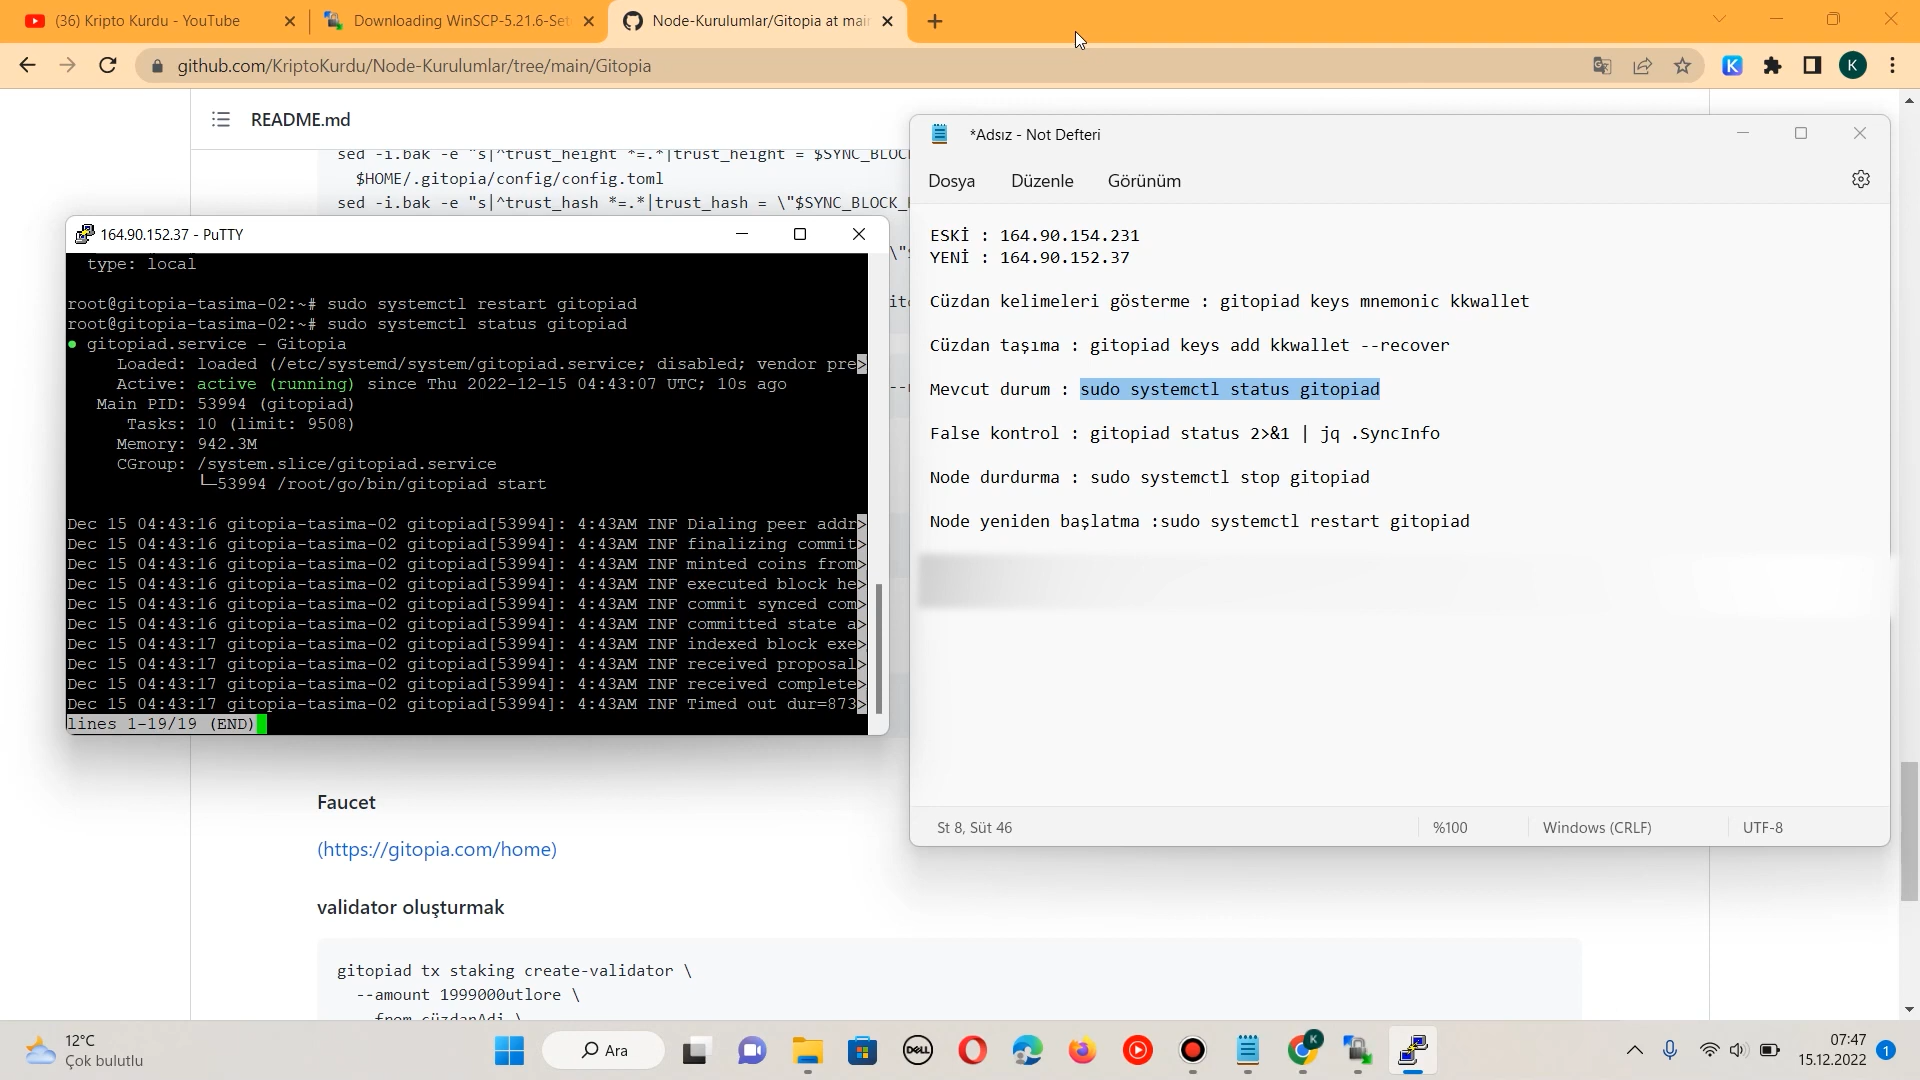 (36) Kripto Kurdu - YouTube
Downloading WinSCP-5.21.6-Set
Node-Kurulumlar/Gitopia at mai
github.com/KriptoKurdu/Node-Kurulumlar/tree/main/Gitopia
K
K
README.md
sed -i.bak -e "s|^trust_height *=.*|trust_height = $SYNC_BLOC
$HOME/.gitopia/config/config.toml
sed -i.bak -e "s|^trust_hash *=.*|trust_hash = \"$SYNC_BLOCK_
164.90.152.37 - PuTTY
type: local
root@gitopia-tasima-02:~# sudo systemctl restart gitopiad
root@gitopia-tasima-02:~# sudo systemctl status gitopiad
● gitopiad.service - Gitopia
Loaded: loaded (/etc/systemd/system/gitopiad.service; disabled; vendor pre>
Active: active (running) since Thu 2022-12-15 04:43:07 UTC; 10s ago
Main PID: 53994 (gitopiad)
Tasks: 10 (limit: 9508)
Memory: 942.3M
CGroup: /system.slice/gitopiad.service
└─53994 /root/go/bin/gitopiad start
Dec 15 04:43:16 gitopia-tasima-02 gitopiad[53994]: 4:43AM INF Dialing peer addr>
Dec 15 04:43:16 gitopia-tasima-02 gitopiad[53994]: 4:43AM INF finalizing commit>
Dec 15 04:43:16 gitopia-tasima-02 gitopiad[53994]: 4:43AM INF minted coins from>
Dec 15 04:43:16 gitopia-tasima-02 gitopiad[53994]: 4:43AM INF executed block he>
Dec 15 04:43:16 gitopia-tasima-02 gitopiad[53994]: 4:43AM INF commit synced com>
Dec 15 04:43:16 gitopia-tasima-02 gitopiad[53994]: 4:43AM INF committed state a>
Dec 15 04:43:17 gitopia-tasima-02 gitopiad[53994]: 4:43AM INF indexed block exe>
Dec 15 04:43:17 gitopia-tasima-02 gitopiad[53994]: 4:43AM INF received proposal>
Dec 15 04:43:17 gitopia-tasima-02 gitopiad[53994]: 4:43AM INF received complete>
Dec 15 04:43:17 gitopia-tasima-02 gitopiad[53994]: 4:43AM INF Timed out dur=873>
lines 1-19/19 (END)
*Adsız - Not Defteri
Dosya Düzenle Görünüm
ESKİ : 164.90.154.231
YENİ : 164.90.152.37
Cüzdan kelimeleri gösterme : gitopiad keys mnemonic kkwallet
Cüzdan taşıma : gitopiad keys add kkwallet --recover
Mevcut durum : sudo systemctl status gitopiad
False kontrol : gitopiad status 2>&1 | jq .SyncInfo
Node durdurma : sudo systemctl stop gitopiad
Node yeniden başlatma :sudo systemctl restart gitopiad
St 8, Süt 46 %100 Windows (CRLF) UTF-8
Faucet
(https://gitopia.com/home)
validator oluşturmak
gitopiad tx staking create-validator \
--amount 1999000utlore \
12°C
Çok bulutlu
Ara
DELL
K
07:47
15.12.2022
1